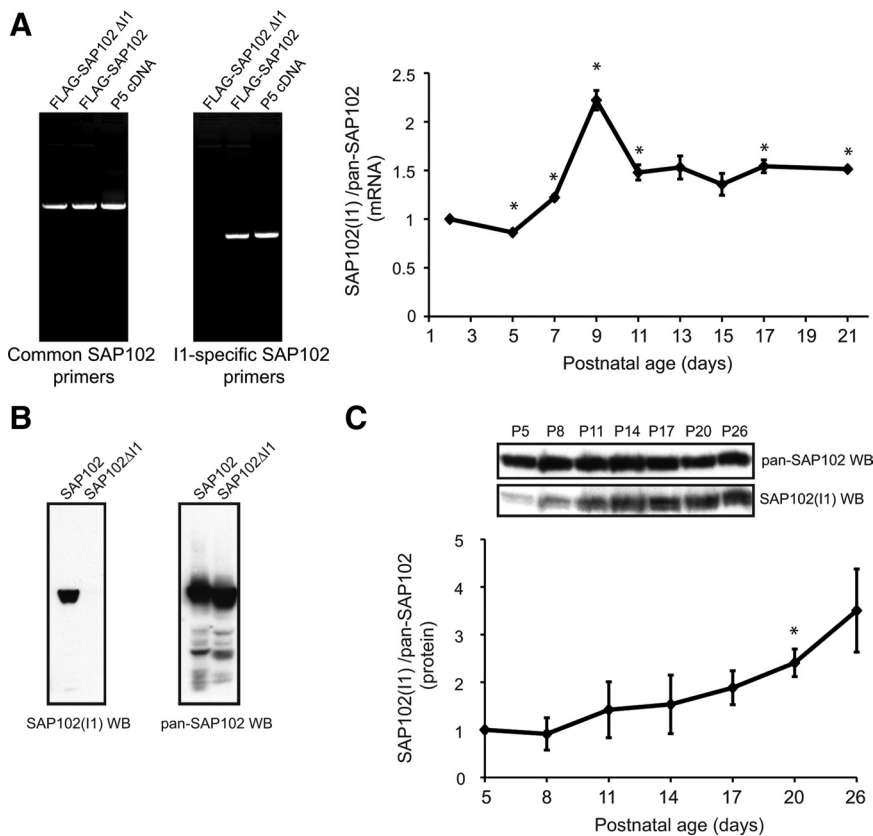 A
FLAG-SAP102 ΔI1
FLAG-SAP102
P5 cDNA
Common SAP102
primers
FLAG-SAP102 ΔI1
FLAG-SAP102
P5 cDNA
I1-specific SAP102
primers
SAP102(I1) /pan-SAP102
(mRNA)
2.5
2
1.5
1
0.5
0
* * * * * *
1 3 5 7 9 11 13 15 17 19 21
Postnatal age (days)
B
SAP102
SAP102ΔI1
SAP102(I1) WB
SAP102
SAP102ΔI1
pan-SAP102 WB
C
P5 P8 P11 P14 P17 P20 P26
pan-SAP102 WB
SAP102(I1) WB
SAP102(I1) /pan-SAP102
(protein)
5
4
3
2
1
0
*
5 8 11 14 17 20 26
Postnatal age (days)